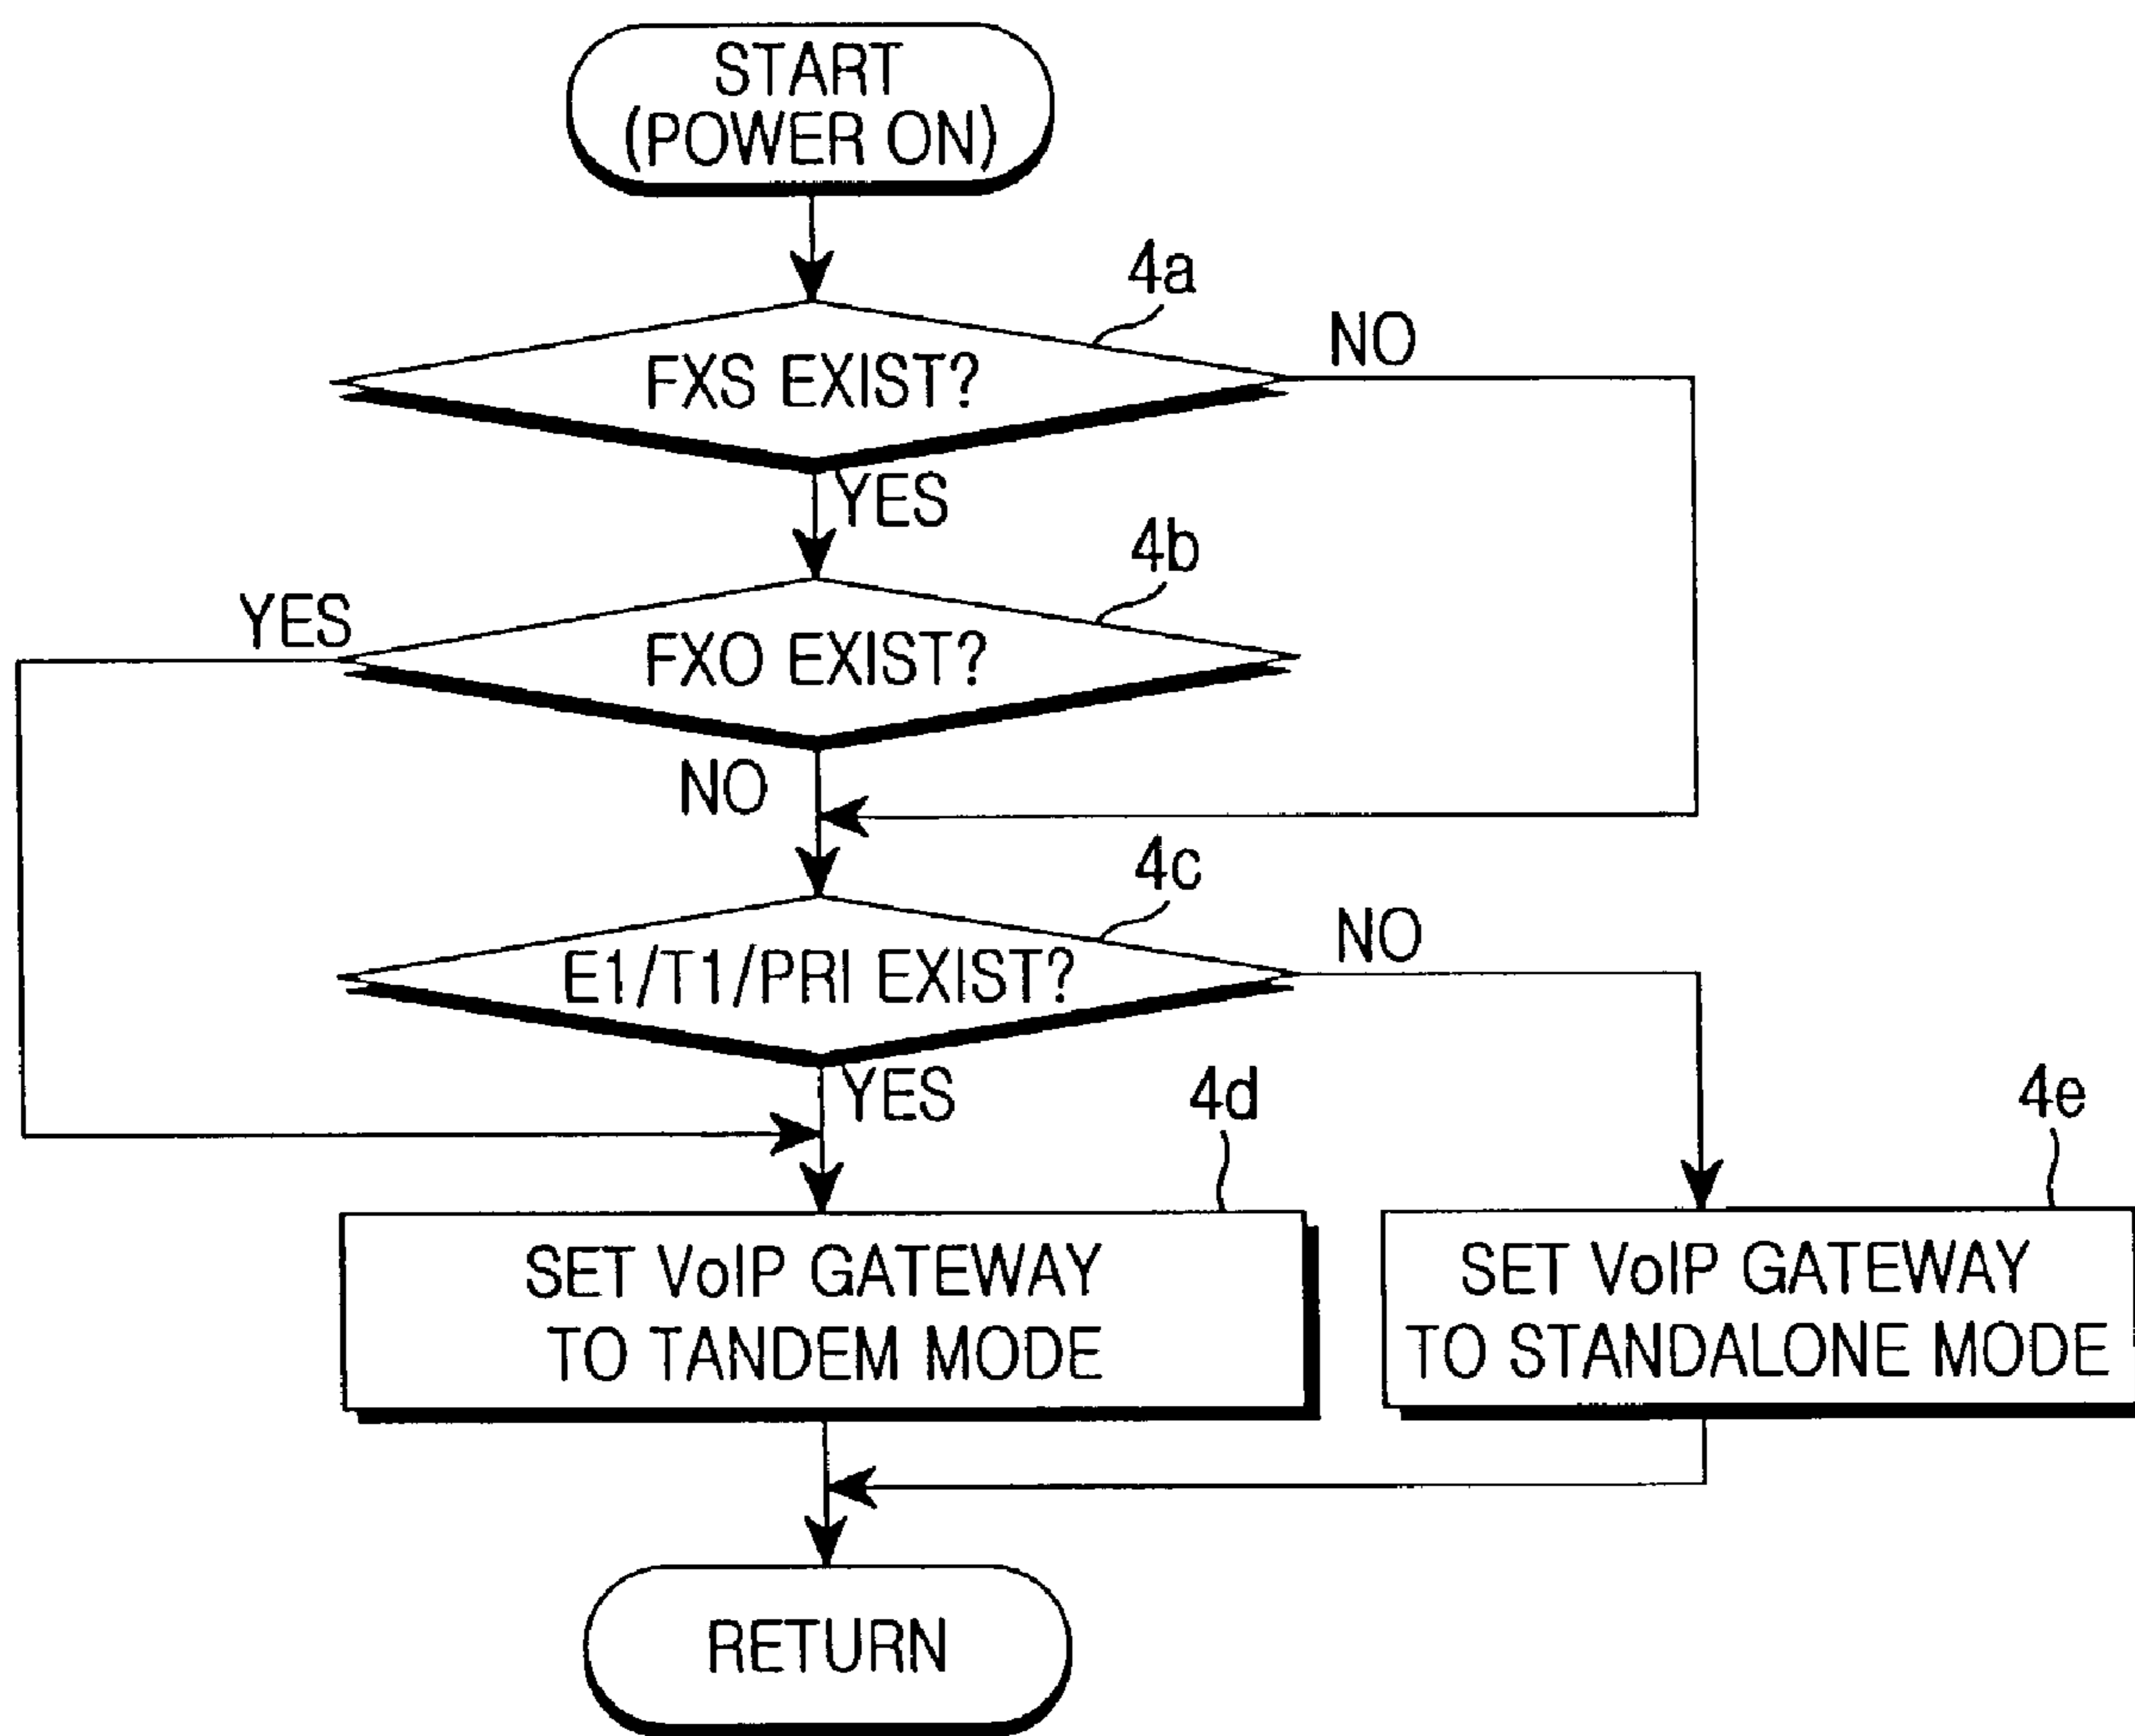 START
(POWER ON)
4a
FXS EXIST?
NO
YES
4b
YES
FXO EXIST?
NO
4c
E1/T1/PRI EXIST?
NO
YES
4d
4e
SET VoIP GATEWAY
TO TANDEM MODE
SET VoIP GATEWAY
TO STANDALONE MODE
RETURN